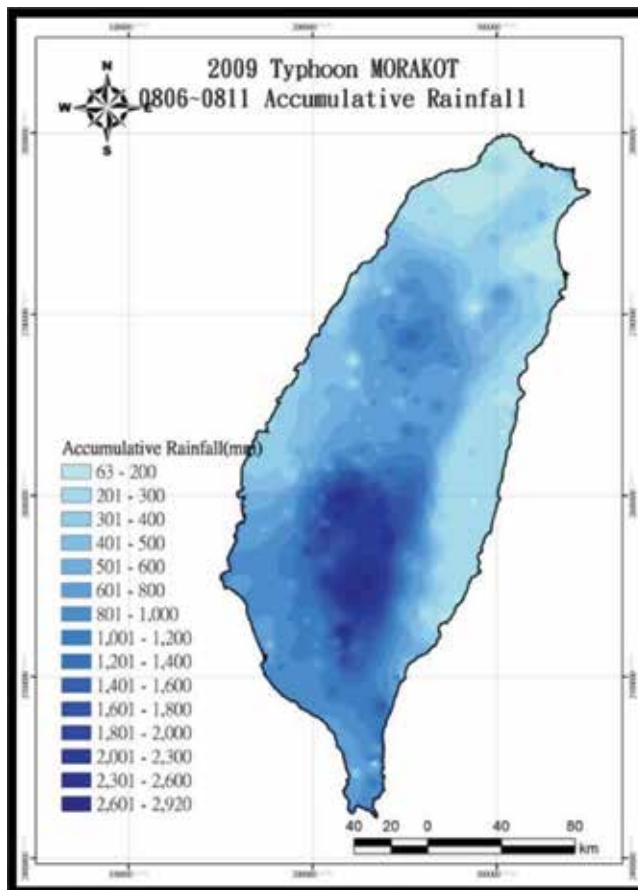 N
2009 Typhoon MORAKOT
W E
0806~0811 Accumulative Rainfall
S
Accumulative Rainfall(mm)
63 - 200
201 - 300
301 - 400
401 - 500
501 - 600
601 - 800
801 - 1,000
1,001 - 1,200
1,201 - 1,400
1,401 - 1,600
1,601 - 1,800
1,801 - 2,000
2,001 - 2,300
2,301 - 2,600
2,601 - 2,920
40 20 0 40 80
km